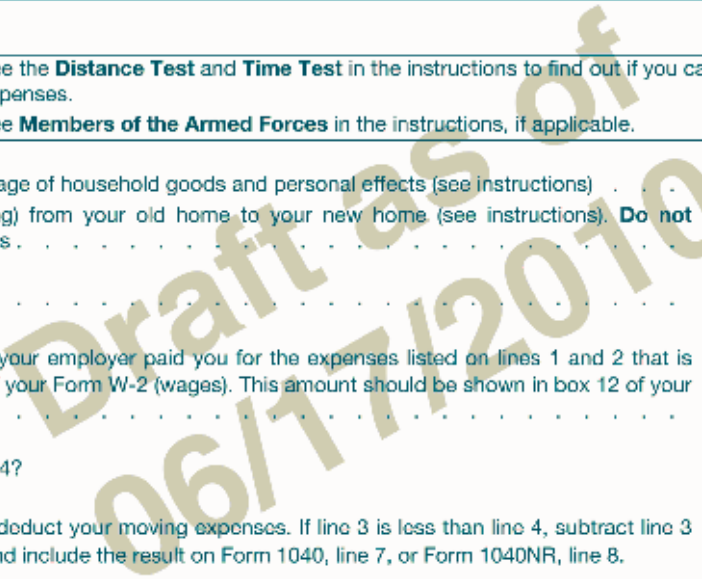 e the Distance Test and Time Test in the instructions to find out if you ca
penses.
e Members of the Armed Forces in the instructions, if applicable.
age of household goods and personal effects (see instructions) . . .
g) from your old home to your new home (see instructions). Do not
s . . . . . . . . . . . . . . . . . . . . . . . .
. . . . . . . . . . . . . . . . . . . . . . . .
your employer paid you for the expenses listed on lines 1 and 2 that is
your Form W-2 (wages). This amount should be shown in box 12 of your
. . . . . . . . . . . . . . . . . . . . . . . .
4?
deduct your moving expenses. If line 3 is less than line 4, subtract line 3
nd include the result on Form 1040, line 7, or Form 1040NR, line 8.
Draft as of
06/17/2010